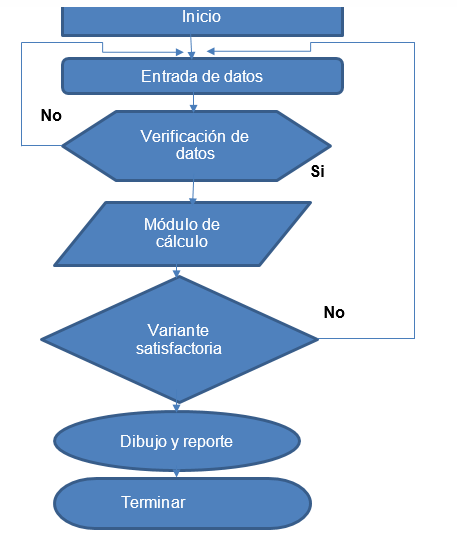 Inicio
Entrada de datos
No
Verificación de
datos
Si
Módulo de
cálculo
No
Variante
satisfactoria
Dibujo y reporte
Terminar